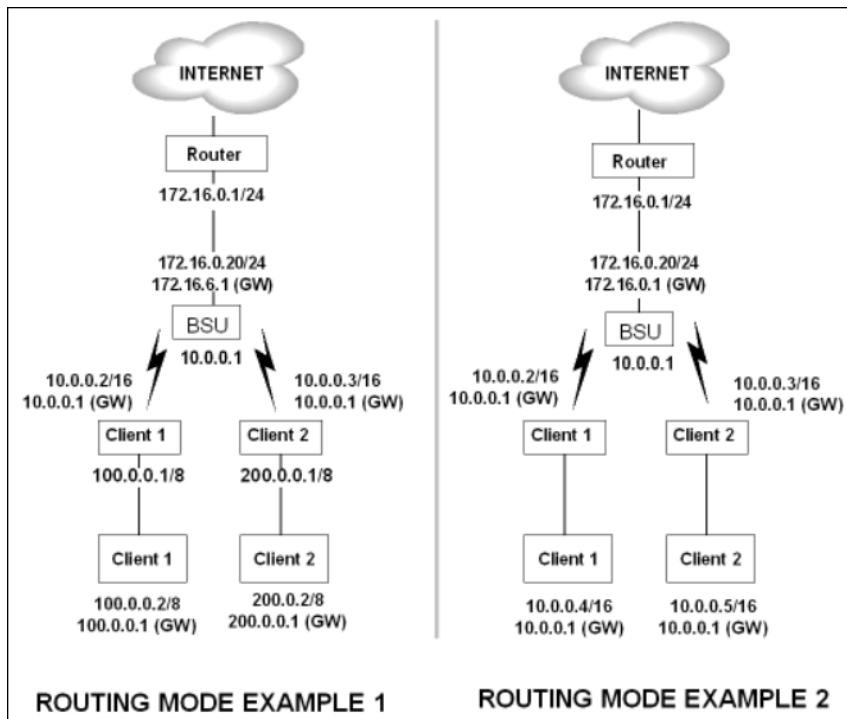 INTERNET
Router
172.16.0.1/24
172.16.0.20/24
172.16.6.1 (GW)
BSU
10.0.0.1
10.0.0.2/16
10.0.0.1 (GW)
10.0.0.3/16
10.0.0.1 (GW)
Client 1
Client 2
100.0.0.1/8
200.0.0.1/8
Client 1
Client 2
100.0.0.2/8
100.0.0.1 (GW)
200.0.2/8
200.0.0.1 (GW)
ROUTING MODE EXAMPLE 1
INTERNET
Router
172.16.0.1/24
172.16.0.20/24
172.16.0.1 (GW)
BSU
10.0.0.1
10.0.0.2/16
10.0.0.1 (GW)
10.0.0.3/16
10.0.0.1 (GW)
Client 1
Client 2
Client 1
Client 2
10.0.0.4/16
10.0.0.1 (GW)
10.0.0.5/16
10.0.0.1 (GW)
ROUTING MODE EXAMPLE 2